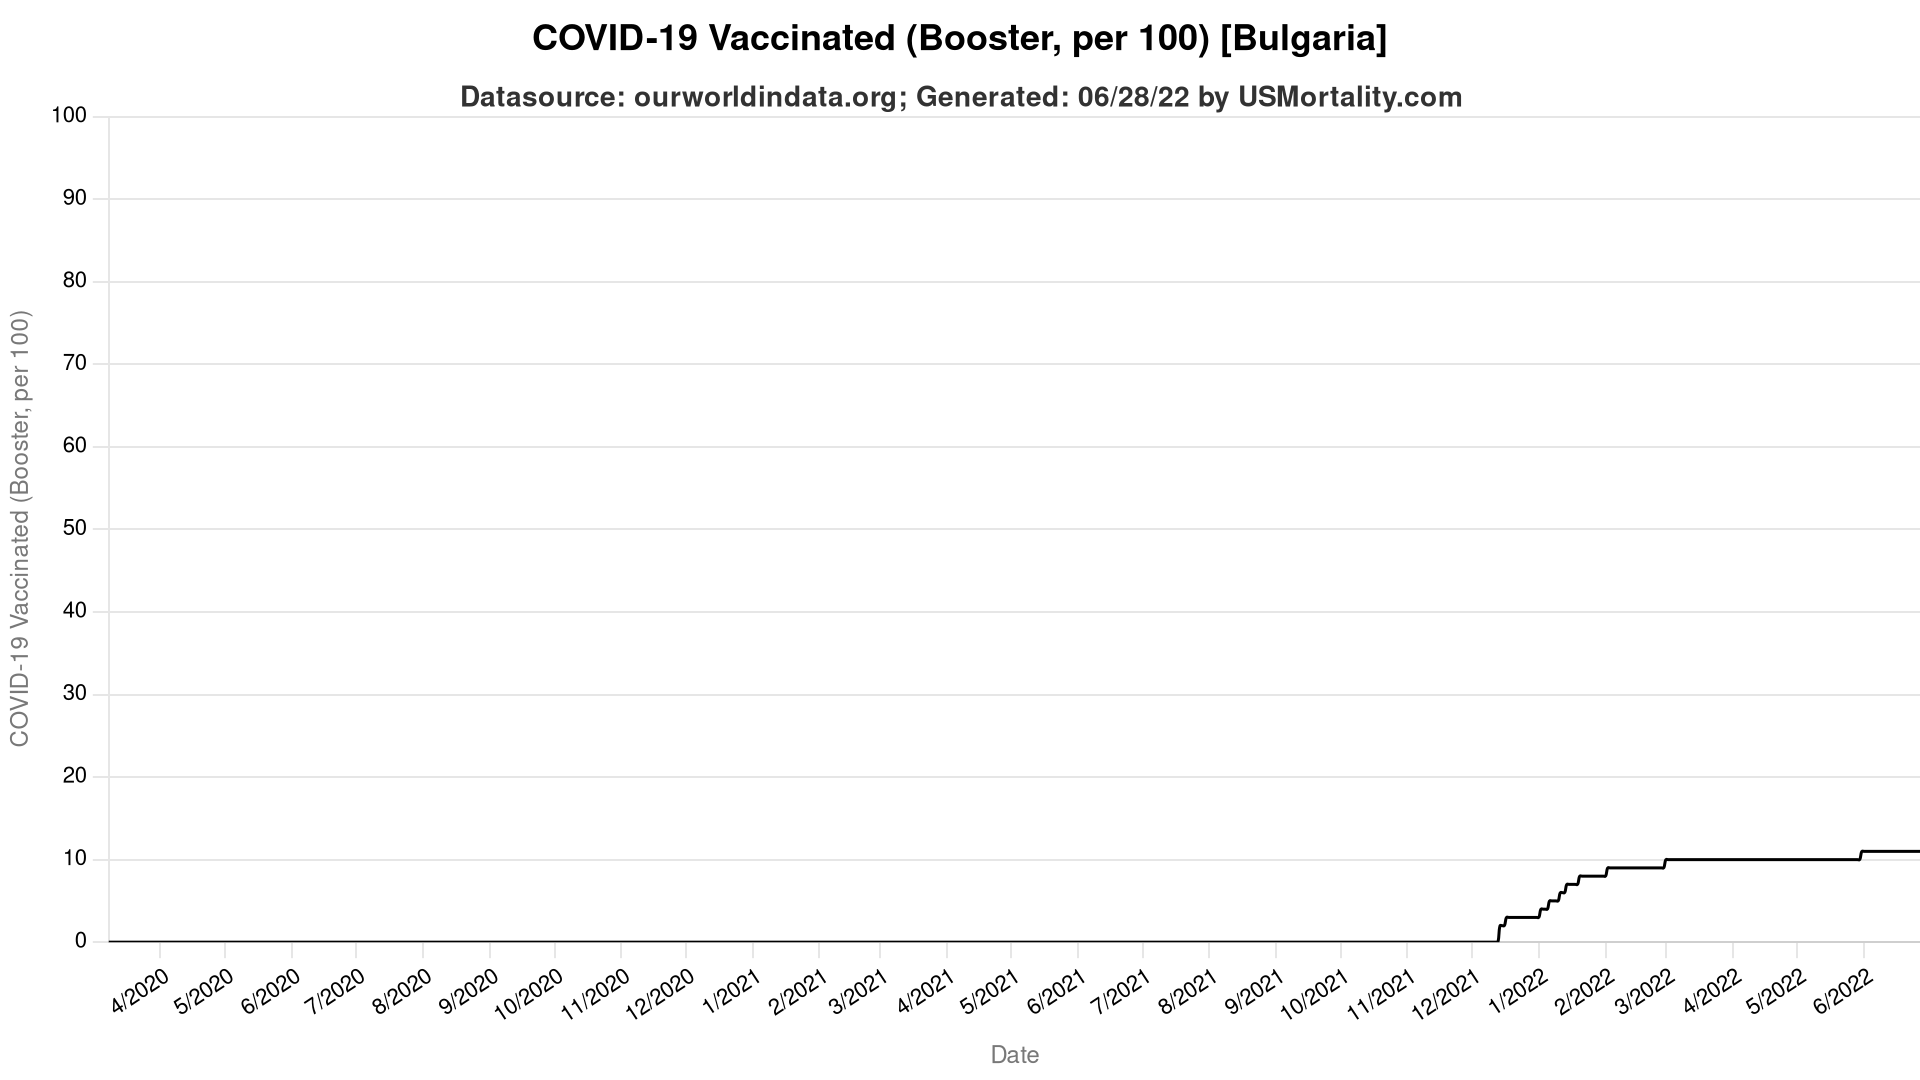 COVID-19 Vaccinated (Booster, per 100) [Bulgaria]
Datasource: ourworldindata.org; Generated: 06/28/22 by USMortality.com
COVID-19 Vaccinated (Booster, per 100)
100
90
80
70
60
50
40
30
20
10
0
4/2020 5/2020 6/2020 7/2020 8/2020 9/2020 10/2020 11/2020 12/2020 1/2021 2/2021 3/2021 4/2021 5/2021 6/2021 7/2021 8/2021 9/2021 10/2021 11/2021 12/2021 1/2022 2/2022 3/2022 4/2022 5/2022 6/2022
Date